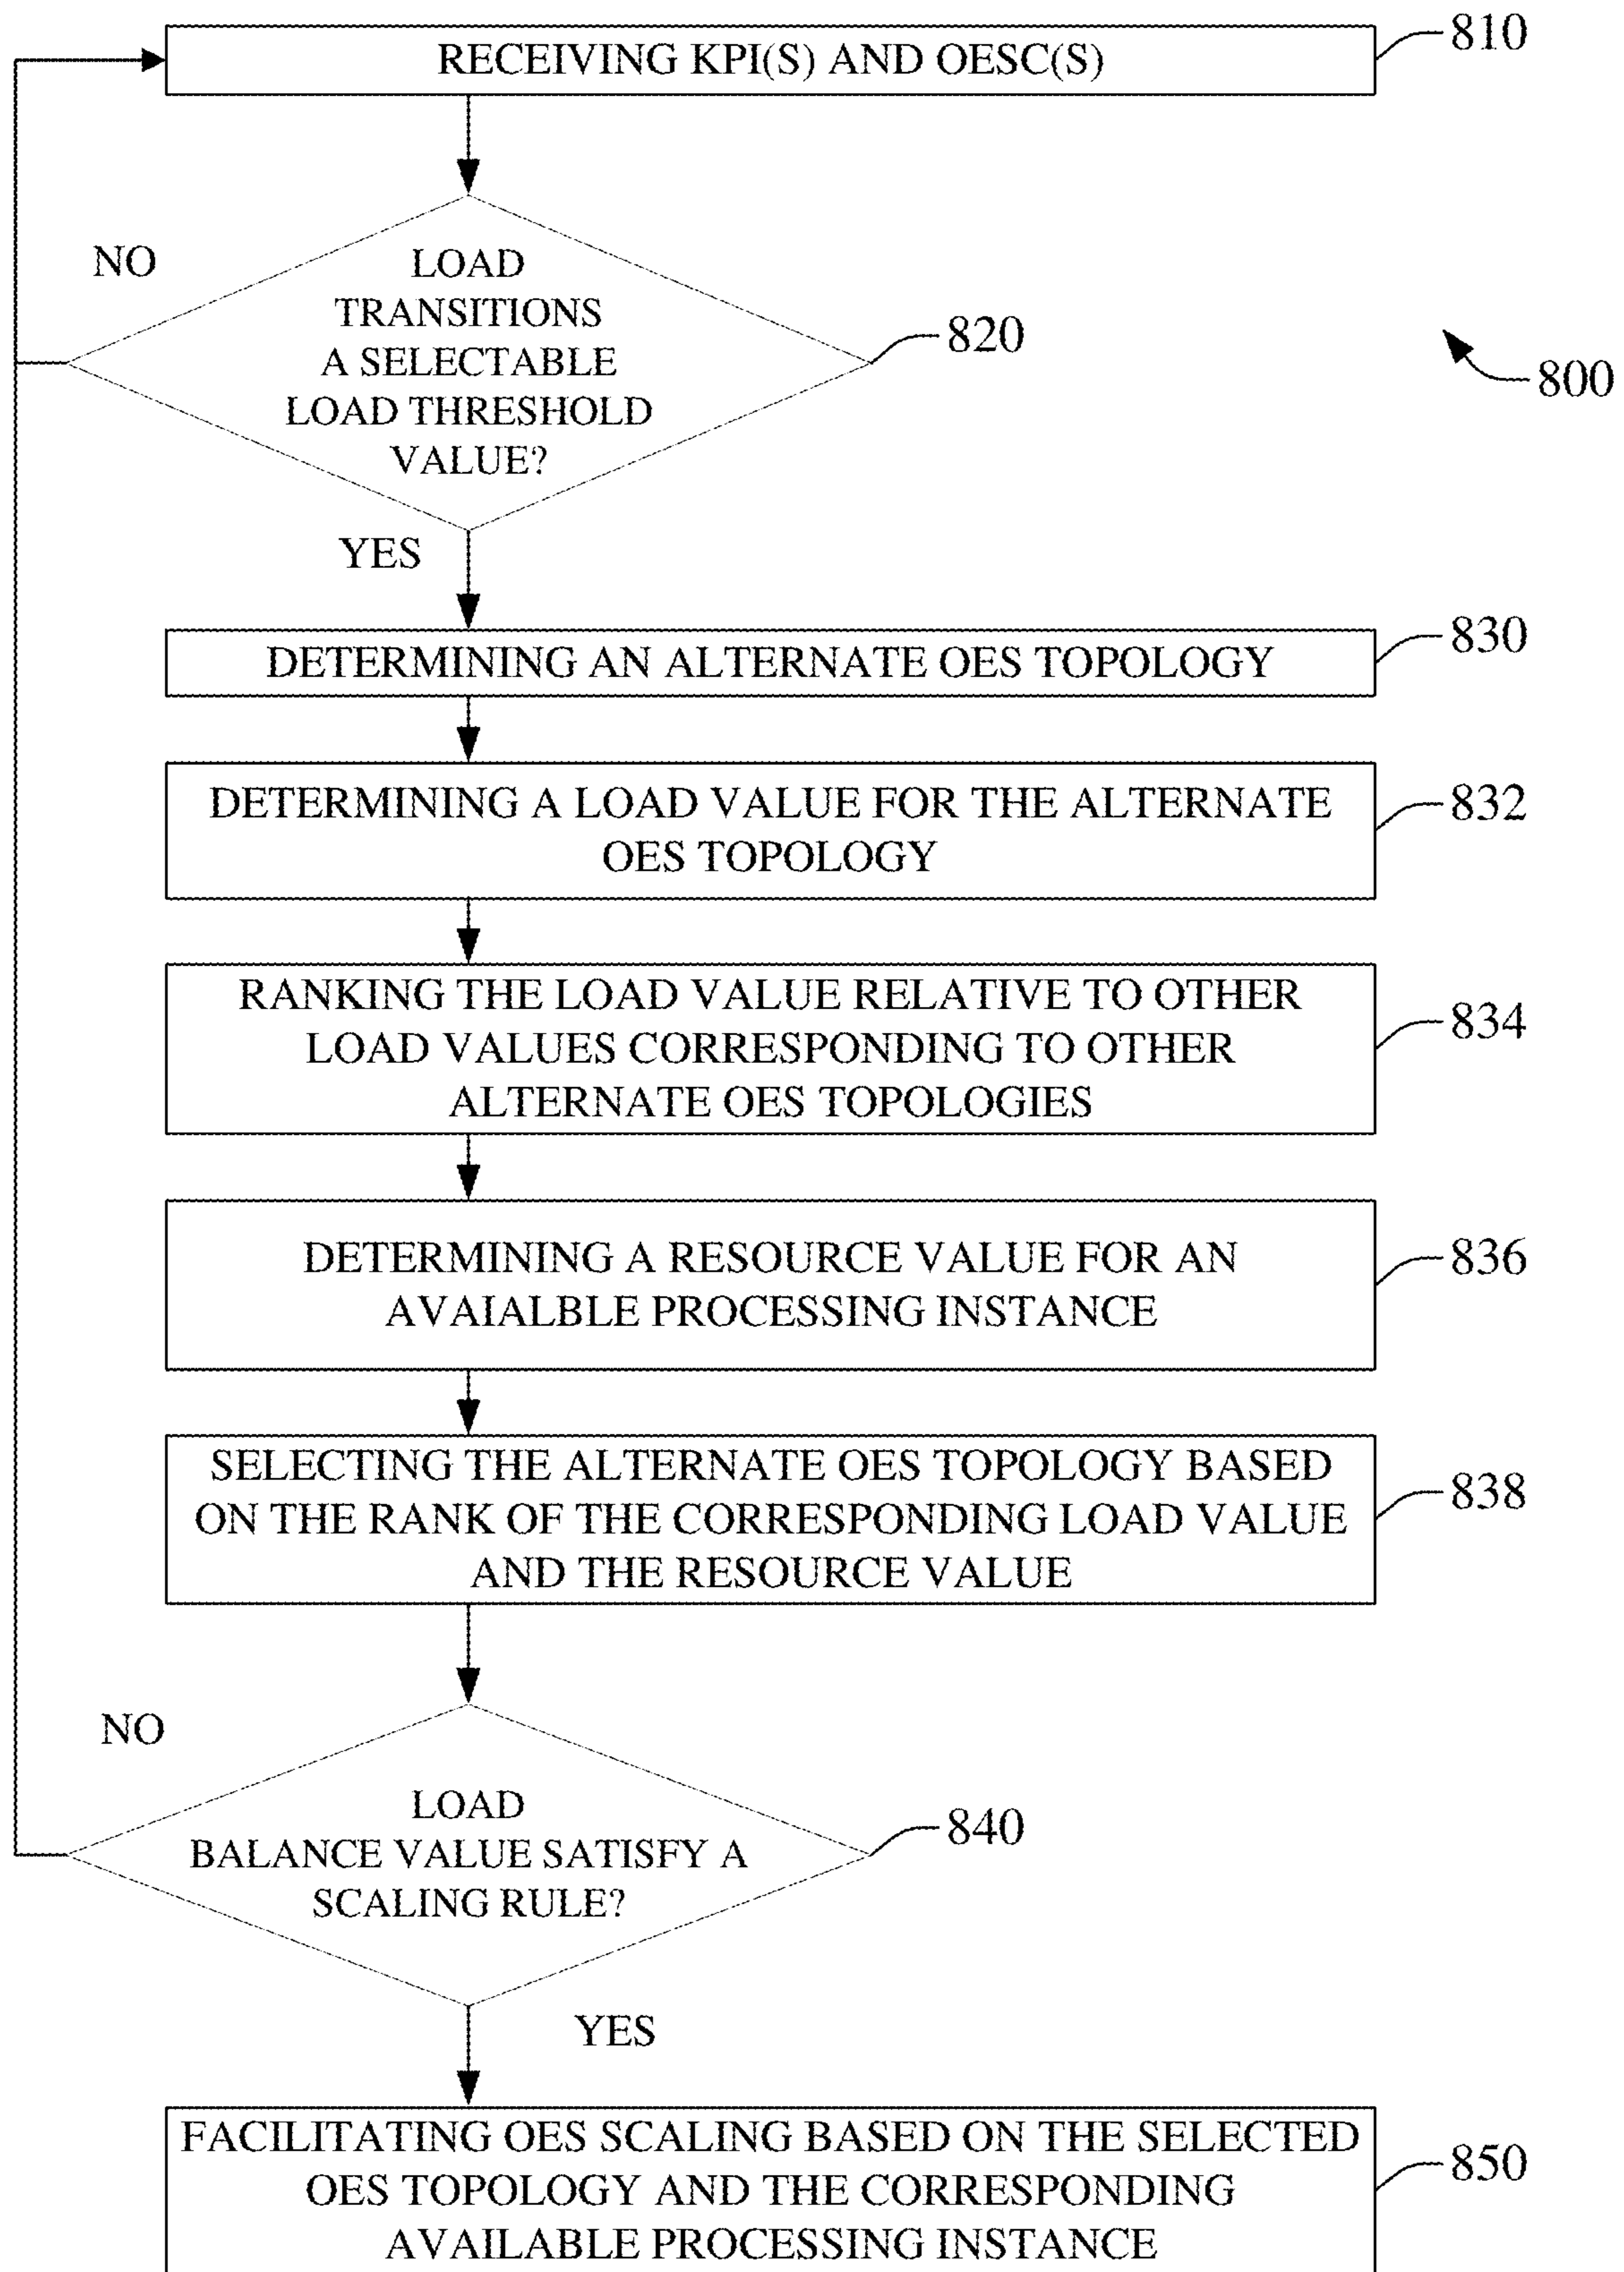 RECEIVING KPI(S) AND OESC(S)
810
NO
LOAD
TRANSITIONS
A SELECTABLE
LOAD THRESHOLD
VALUE?
820
800
YES
DETERMINING AN ALTERNATE OES TOPOLOGY
830
DETERMINING A LOAD VALUE FOR THE ALTERNATE
OES TOPOLOGY
832
RANKING THE LOAD VALUE RELATIVE TO OTHER
LOAD VALUES CORRESPONDING TO OTHER
ALTERNATE OES TOPOLOGIES
834
DETERMINING A RESOURCE VALUE FOR AN
AVAIALBLE PROCESSING INSTANCE
836
SELECTING THE ALTERNATE OES TOPOLOGY BASED
ON THE RANK OF THE CORRESPONDING LOAD VALUE
AND THE RESOURCE VALUE
838
NO
LOAD
BALANCE VALUE SATISFY A
SCALING RULE?
840
YES
FACILITATING OES SCALING BASED ON THE SELECTED
OES TOPOLOGY AND THE CORRESPONDING
AVAILABLE PROCESSING INSTANCE
850